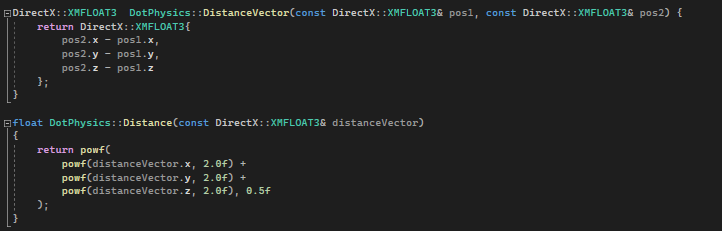 DirectX::XMFLOAT3  DotPhysics::DistanceVector(const DirectX::XMFLOAT3& pos1, const DirectX::XMFLOAT3& pos2) {
    return DirectX::XMFLOAT3{
        pos2.x - pos1.x,
        pos2.y - pos1.y,
        pos2.z - pos1.z
    };
}
float DotPhysics::Distance(const DirectX::XMFLOAT3& distanceVector)
{
    return powf(
        powf(distanceVector.x, 2.0f) +
        powf(distanceVector.y, 2.0f) +
        powf(distanceVector.z, 2.0f), 0.5f
    );
}